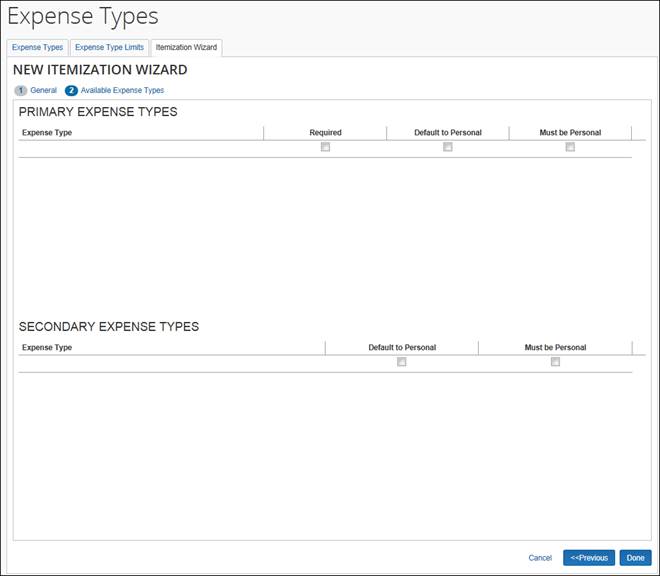 Expense Types
Expense Types Expense Type Limits Itemization Wizard
NEW ITEMIZATION WIZARD
1 General 2 Available Expense Types
PRIMARY EXPENSE TYPES
Expense Type Required Default to Personal Must be Personal
SECONDARY EXPENSE TYPES
Expense Type Default to Personal Must be Personal
Cancel <<Previous Done